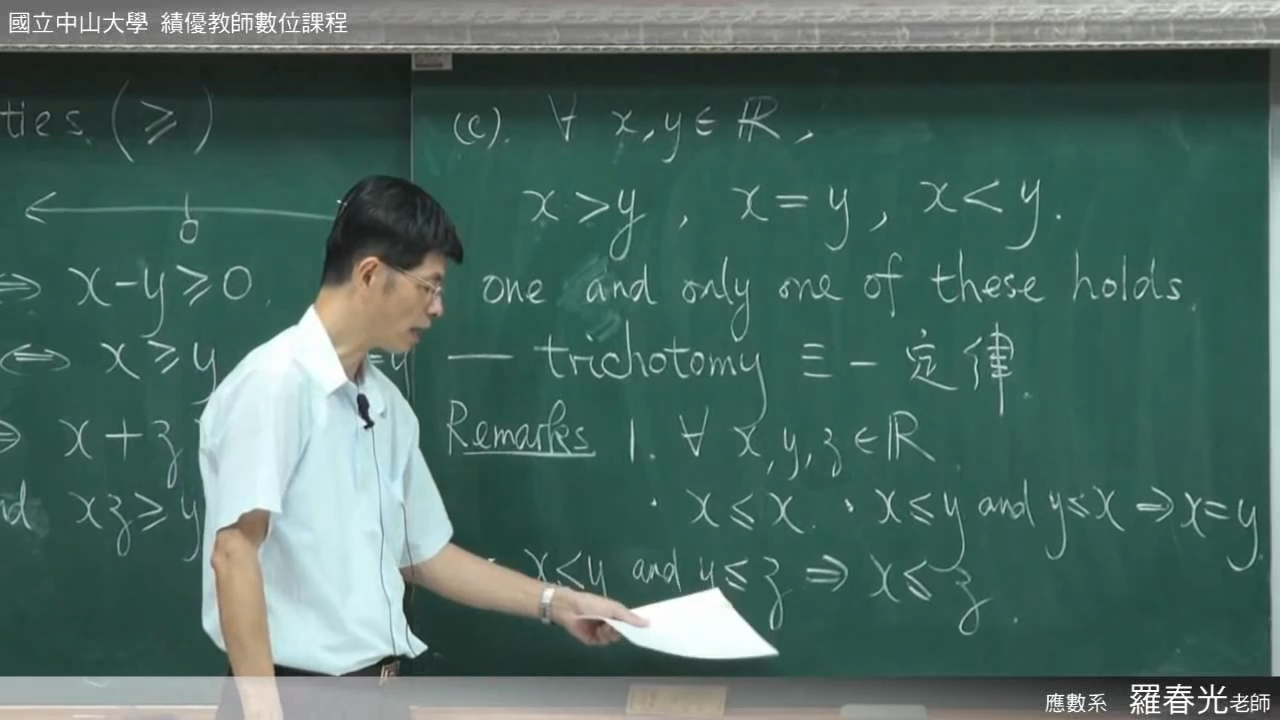 國立中山大學 績優教師數位課程
ties (≥)
0
⇔ x-y≥0.
⇔ x≥y =y
⇒ x+z
nd xz≥y
(c). ∀ x,y∈ℝ,
x>y, x=y, x<y.
one and only one of these holds.
— trichotomy 三一定律.
Remarks 1. ∀ x,y,z∈ℝ
· x≤x. · x≤y and y≤x ⇒ x=y
· x≤y and y≤z ⇒ x≤z.
應數系 羅春光老師